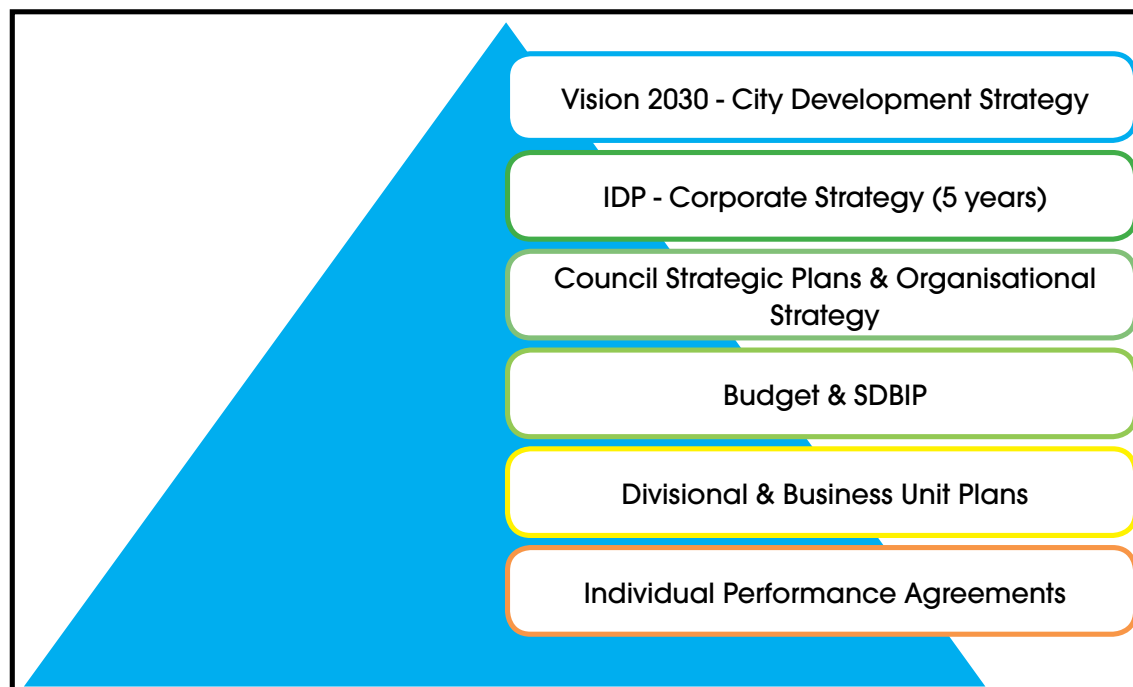 Vision 2030 - City Development Strategy
IDP - Corporate Strategy (5 years)
Council Strategic Plans & Organisational
Strategy
Budget & SDBIP
Divisional & Business Unit Plans
Individual Performance Agreements